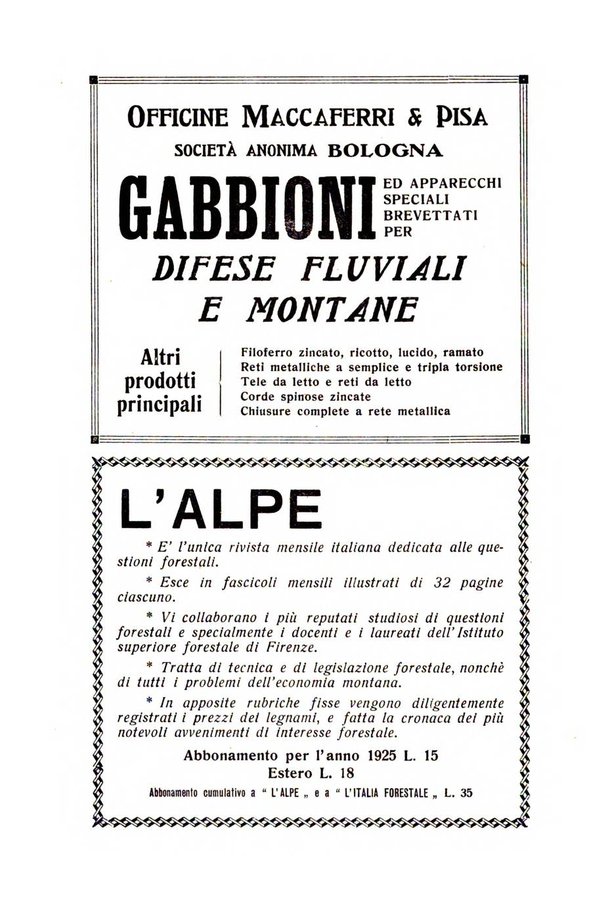 OFFICINE MACCAFERRI & PISA
SOCIETÀ ANONIMA BOLOGNA
GABBIONI
ED APPARECCHI
SPECIALI
BREVETTATI
PER
DIFESE FLUVIALI
E MONTANE
Altri
prodotti
principali
Filoferro zincato, ricotto, lucido, ramato
Reti metalliche a semplice e tripla torsione
Tele da letto e reti da letto
Corde spinose zincate
Chiusure complete a rete metallica
L'ALPE
* E' l'unica rivista mensile italiana dedicata alle que-
stioni forestali.
* Esce in fascicoli mensili illustrati di 32 pagine
ciascuno.
* Vi collaborano i più reputati studiosi di questioni
forestali e specialmente i docenti e i laureati dell'Istituto
superiore forestale di Firenze.
* Tratta di tecnica e di legislazione forestale, nonchè
di tutti i problemi dell'economia montana.
* In apposite rubriche fisse vengono diligentemente
registrati i prezzi dei legnami, e fatta la cronaca dei più
notevoli avvenimenti di interesse forestale.
Abbonamento per l'anno 1925 L. 15
Estero L. 18
Abbonamento cumulativo a “ L'ALPE „ e a “ L'ITALIA FORESTALE „ L. 35